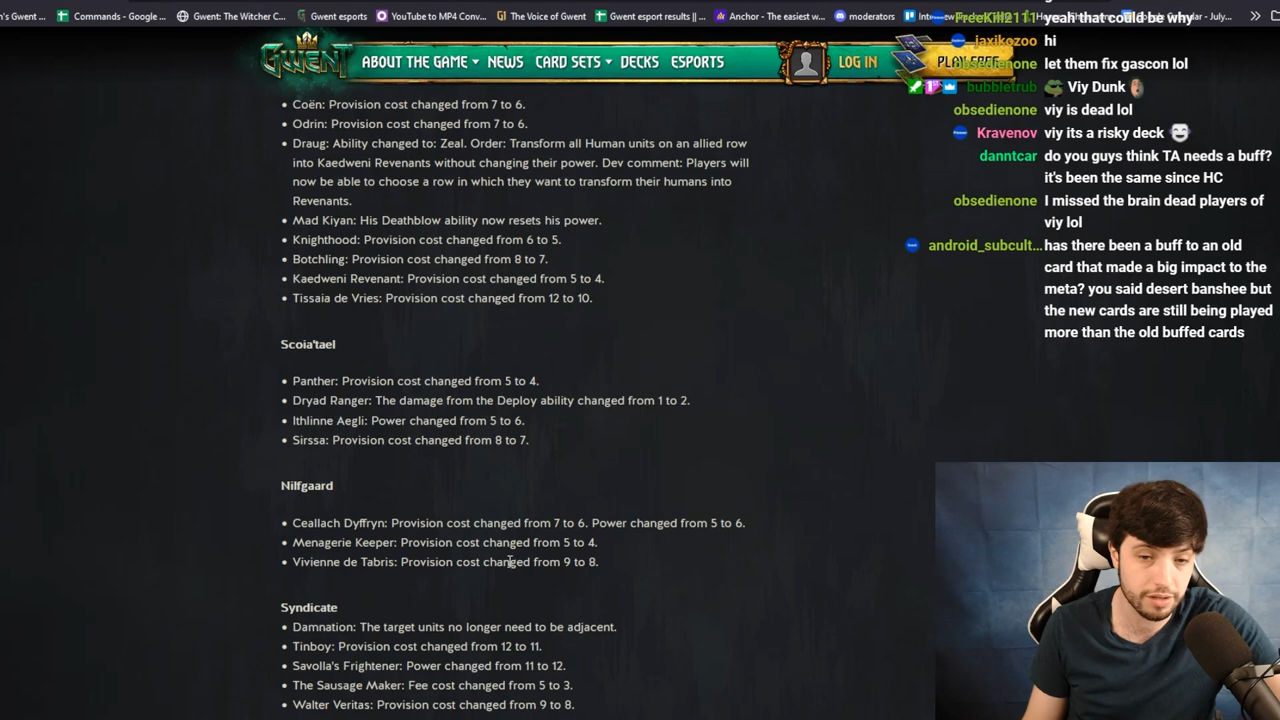 n's Gwent ...
Commands - Google ...
Gwent: The Witcher C...
Gwent esports
YouTube to MP4 Conv...
The Voice of Gwent
Gwent esport results || ...
Anchor - The easiest w...
moderators
GWENT
ABOUT THE GAME
NEWS
CARD SETS
DECKS
ESPORTS
LOG IN
PLAY FREE
• Coën: Provision cost changed from 7 to 6.
• Odrin: Provision cost changed from 7 to 6.
• Draug: Ability changed to: Zeal. Order: Transform all Human units on an allied row
into Kaedweni Revenants without changing their power. Dev comment: Players will
now be able to choose a row in which they want to transform their humans into
Revenants.
• Mad Kiyan: His Deathblow ability now resets his power.
• Knighthood: Provision cost changed from 6 to 5.
• Botchling: Provision cost changed from 8 to 7.
• Kaedweni Revenant: Provision cost changed from 5 to 4.
• Tissaia de Vries: Provision cost changed from 12 to 10.
Scoia'tael
• Panther: Provision cost changed from 5 to 4.
• Dryad Ranger: The damage from the Deploy ability changed from 1 to 2.
• Ithlinne Aegli: Power changed from 5 to 6.
• Sirssa: Provision cost changed from 8 to 7.
Nilfgaard
• Ceallach Dyffryn: Provision cost changed from 7 to 6. Power changed from 5 to 6.
• Menagerie Keeper: Provision cost changed from 5 to 4.
• Vivienne de Tabris: Provision cost changed from 9 to 8.
Syndicate
• Damnation: The target units no longer need to be adjacent.
• Tinboy: Provision cost changed from 12 to 11.
• Savolla's Frightener: Power changed from 11 to 12.
• The Sausage Maker: Fee cost changed from 5 to 3.
• Walter Veritas: Provision cost changed from 9 to 8.
FreeKill2111 yeah that could be why
jaxikozoo hi
obsedienone let them fix gascon lol
bubbletrub Viy Dunk
obsedienone viy is dead lol
Kravenov viy its a risky deck
danntcar do you guys think TA needs a buff?
it's been the same since HC
obsedienone I missed the brain dead players of
viy lol
android_subcult... has there been a buff to an old
card that made a big impact to the
meta? you said desert banshee but
the new cards are still being played
more than the old buffed cards